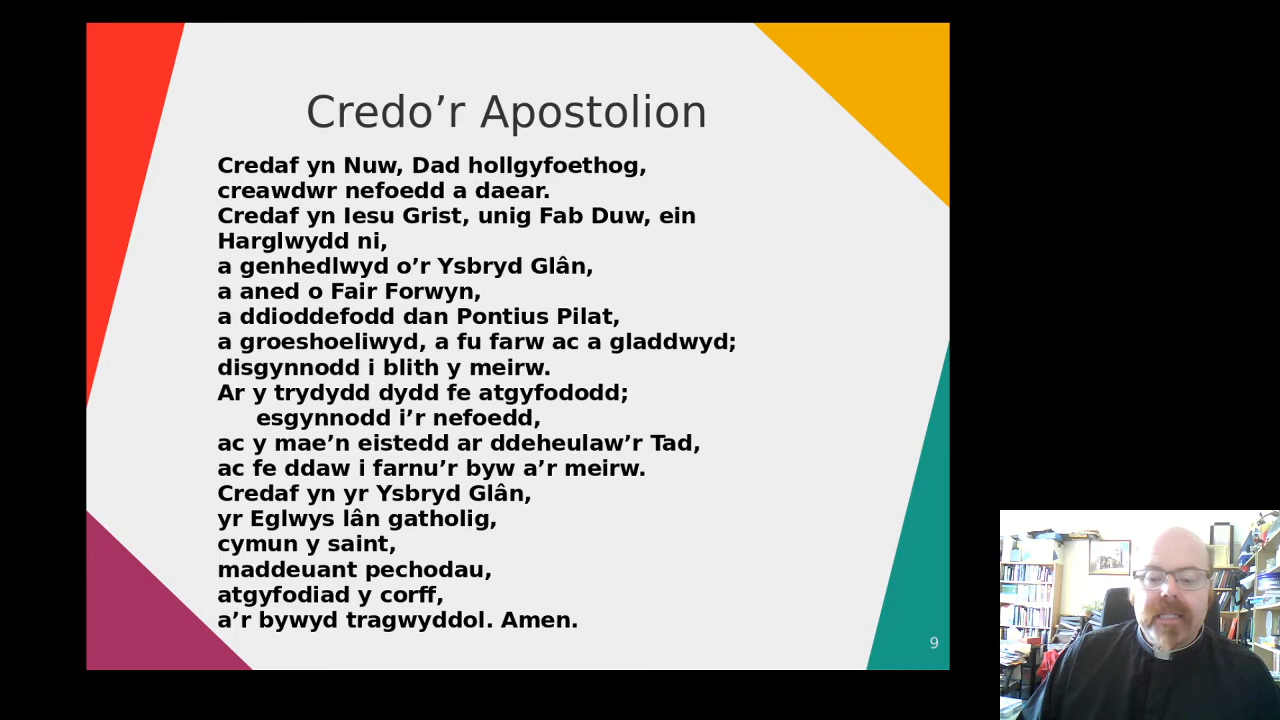 Credo’r Apostolion
Credaf yn Nuw, Dad hollgyfoethog,
creawdwr nefoedd a daear.
Credaf yn Iesu Grist, unig Fab Duw, ein
Harglwydd ni,
a genhedlwyd o’r Ysbryd Glân,
a aned o Fair Forwyn,
a ddioddefodd dan Pontius Pilat,
a groeshoeliwyd, a fu farw ac a gladdwyd;
disgynnodd i blith y meirw.
Ar y trydydd dydd fe atgyfododd;
esgynnodd i’r nefoedd,
ac y mae’n eistedd ar ddeheulaw’r Tad,
ac fe ddaw i farnu’r byw a’r meirw.
Credaf yn yr Ysbryd Glân,
yr Eglwys lân gatholig,
cymun y saint,
maddeuant pechodau,
atgyfodiad y corff,
a’r bywyd tragwyddol. Amen.
9